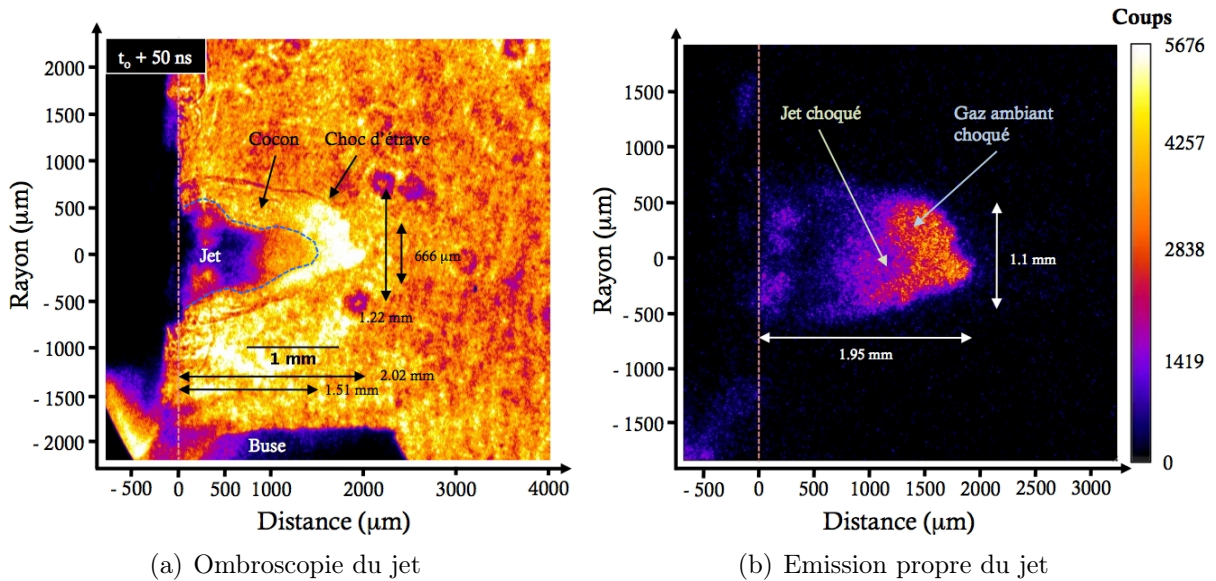 t₀ + 50 ns
2000
1500
1000
500
0
- 500
- 1000
- 1500
- 2000
Rayon (µm)
Cocon
Choc d'étrave
Jet
666 µm
1.22 mm
1 mm
2.02 mm
1.51 mm
Buse
- 500 0 500 1000 2000 3000 4000
Distance (µm)
(a) Ombroscopie du jet
Coups
5676
4257
2838
1419
0
1500
1000
500
0
- 500
- 1000
- 1500
Rayon (µm)
Jet choqué
Gaz ambiant
choqué
1.1 mm
1.95 mm
- 500 0 500 1000 2000 3000
Distance (µm)
(b) Emission propre du jet